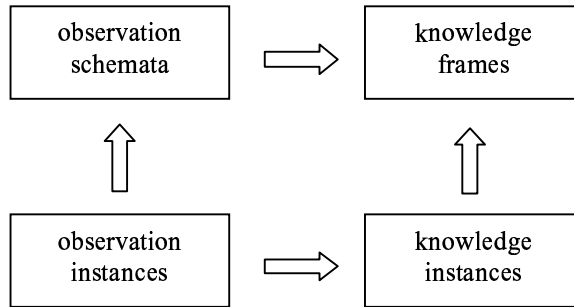 observation
schemata
knowledge
frames
observation
instances
knowledge
instances